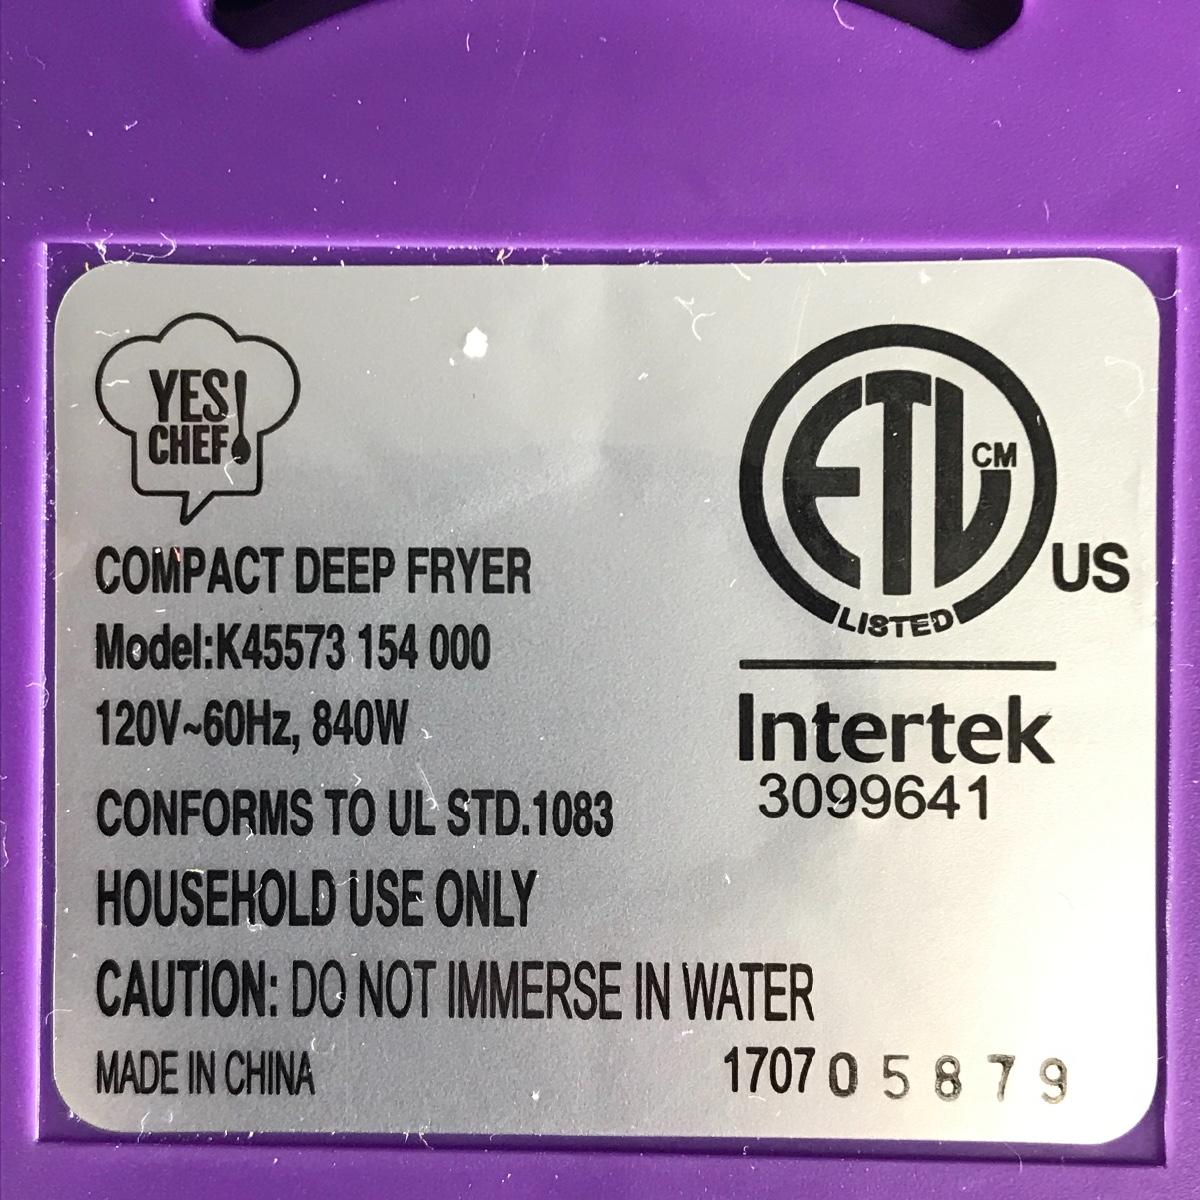 YES!
CHEF
COMPACT DEEP FRYER
Model:K45573 154 000
120V~60Hz, 840W
CONFORMS TO UL STD.1083
HOUSEHOLD USE ONLY
CAUTION: DO NOT IMMERSE IN WATER
MADE IN CHINA
ETL
CM
LISTED
US
Intertek
3099641
1707 0 5 8 7 9